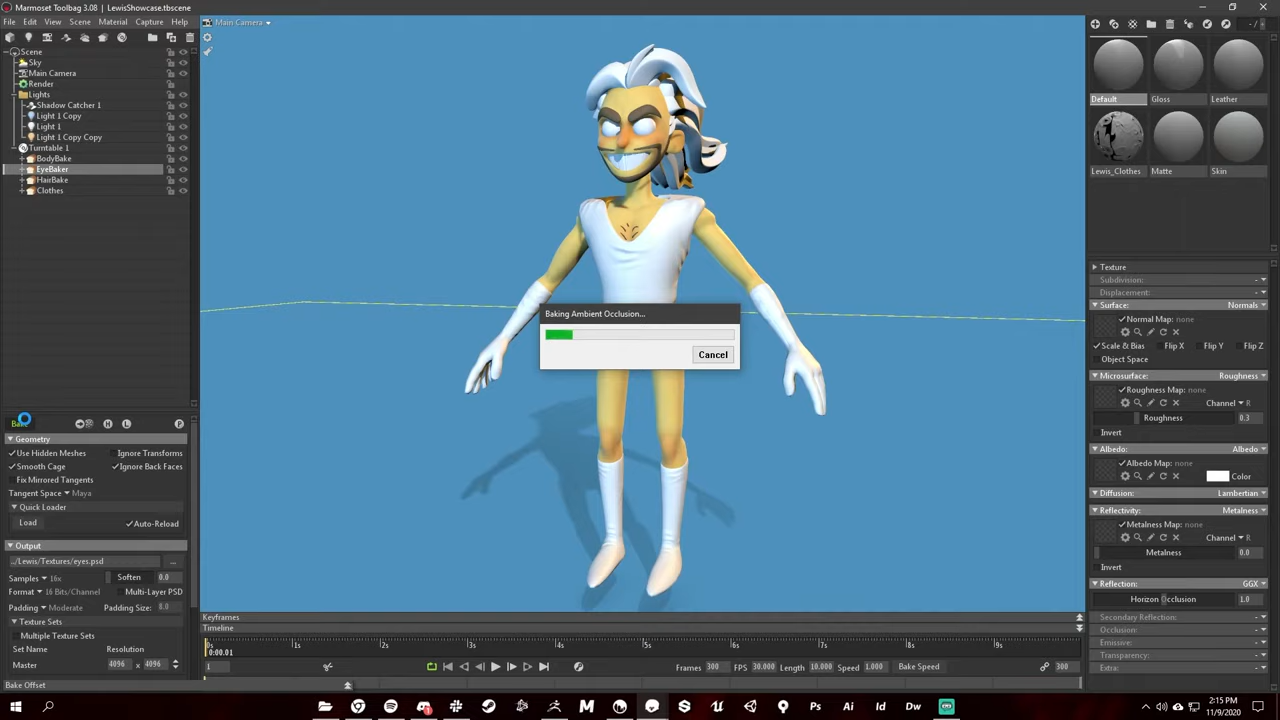 Marmoset Toolbag 3.08 | LewisShowcase.tbscene
File Edit View Scene Material Capture Help
Main Camera
Scene
Sky
Main Camera
Render
Lights
Shadow Catcher 1
Light 1 Copy
Light 1
Light 1 Copy Copy
Turntable 1
BodyBake
EyeBaker
HairBake
Clothes
Baking Ambient Occlusion...
Cancel
H L P
Geometry
Use Hidden Meshes Ignore Transforms
Smooth Cage Ignore Back Faces
Fix Mirrored Tangents
Tangent Space Maya
Quick Loader
Load Auto-Reload
Output
../Lewis/Textures/eyes.psd ...
Samples 16x Soften 0.0
Format 16 Bits/Channel Multi-Layer PSD
Padding Moderate Padding Size: 8.0
Texture Sets
Multiple Texture Sets
Set Name Resolution
Master 4096 x 4096
Bake Offset
Default Gloss Leather
Lewis_Clothes Matte Skin
Texture
Subdivision:
Displacement:
Surface: Normals
Normal Map: none
Scale & Bias Flip X Flip Y Flip Z
Object Space
Microsurface: Roughness
Roughness Map: none
Channel R
Roughness 0.3
Invert
Albedo: Albedo
Albedo Map: none
Color
Diffusion: Lambertian
Reflectivity: Metalness
Metalness Map: none
Channel R
Metalness 0.0
Invert
Reflection: GGX
Horizon Occlusion 1.0
Secondary Reflection:
Occlusion:
Emissive:
Transparency:
Extra:
Keyframes
Timeline
1s 2s 3s 4s 5s 6s 7s 8s 9s
0:00.01
1 Frames 300 FPS 30.000 Length 10.000 Speed 1.000 Bake Speed 300
Ps Ai Id Dw
2:15 PM
11/9/2020